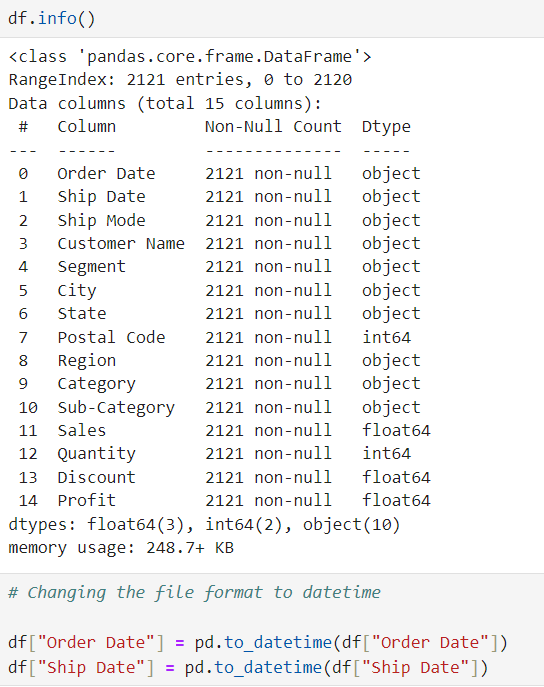 df.info()
<class 'pandas.core.frame.DataFrame'>
RangeIndex: 2121 entries, 0 to 2120
Data columns (total 15 columns):
 #   Column         Non-Null Count  Dtype
---  ------         --------------  -----
 0   Order Date     2121 non-null   object
 1   Ship Date      2121 non-null   object
 2   Ship Mode      2121 non-null   object
 3   Customer Name  2121 non-null   object
 4   Segment        2121 non-null   object
 5   City           2121 non-null   object
 6   State          2121 non-null   object
 7   Postal Code    2121 non-null   int64
 8   Region         2121 non-null   object
 9   Category       2121 non-null   object
 10  Sub-Category   2121 non-null   object
 11  Sales          2121 non-null   float64
 12  Quantity       2121 non-null   int64
 13  Discount       2121 non-null   float64
 14  Profit         2121 non-null   float64
dtypes: float64(3), int64(2), object(10)
memory usage: 248.7+ KB
# Changing the file format to datetime
df["Order Date"] = pd.to_datetime(df["Order Date"])
df["Ship Date"] = pd.to_datetime(df["Ship Date"])